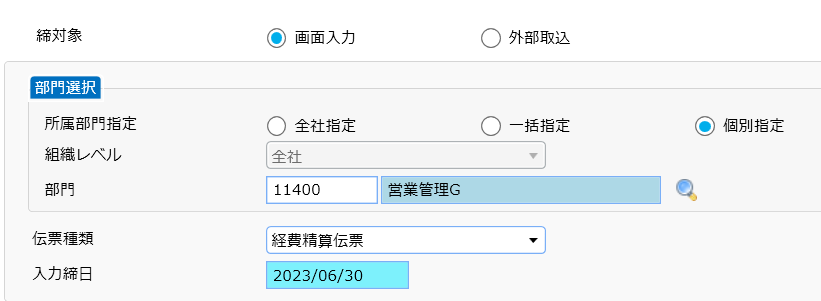 締対象 画面入力 外部取込
部門選択
所属部門指定 全社指定 一括指定 個別指定
組織レベル 全社
部門 11400 営業管理G
伝票種類 経費精算伝票
入力締日 2023/06/30